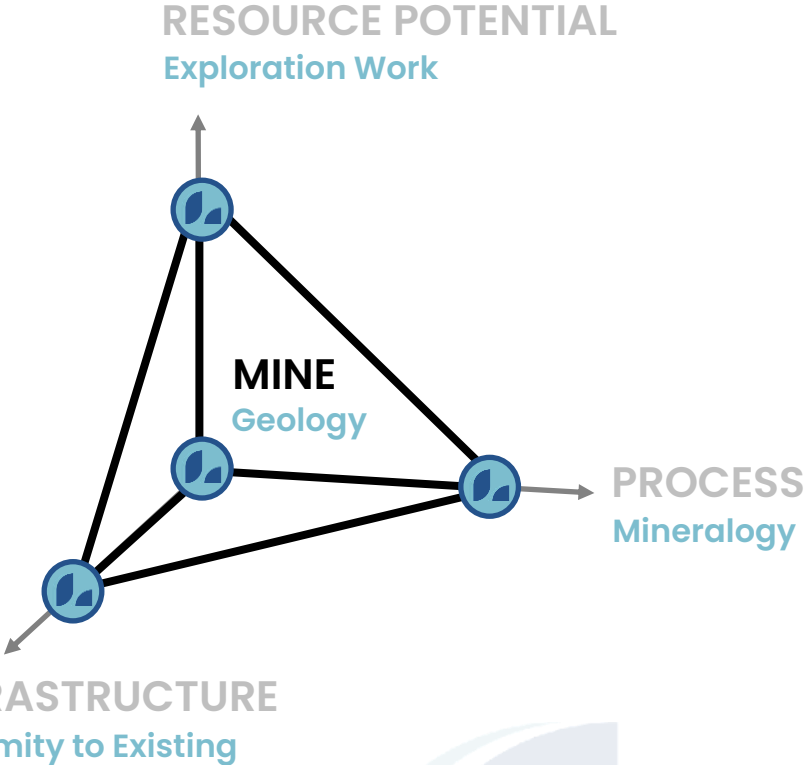 RESOURCE POTENTIAL
Exploration Work
MINE
Geology
PROCESS
Mineralogy
RASTRUCTURE
mity to Existing